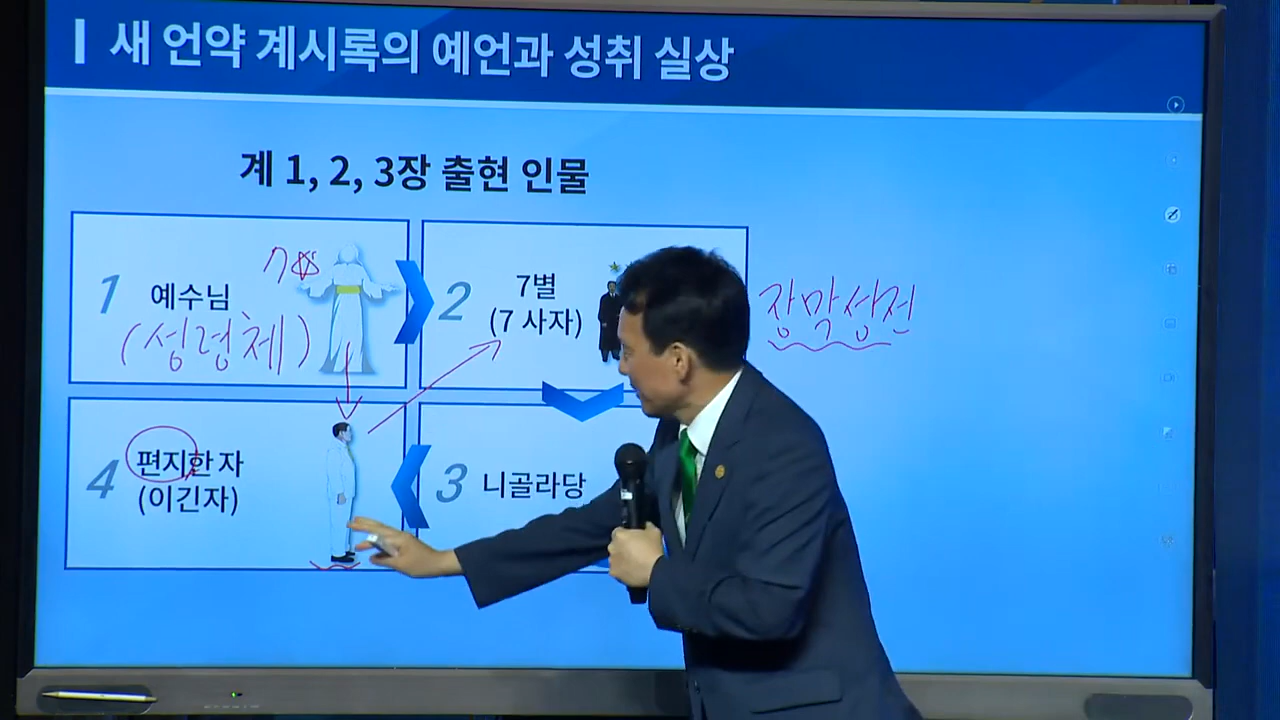 새 언약 계시록의 예언과 성취 실상
계 1, 2, 3장 출현 인물
1 예수님
(성령체)
7
2 7별
(7 사자)
장막성전
4 편지한 자
(이긴자)
3 니골라당